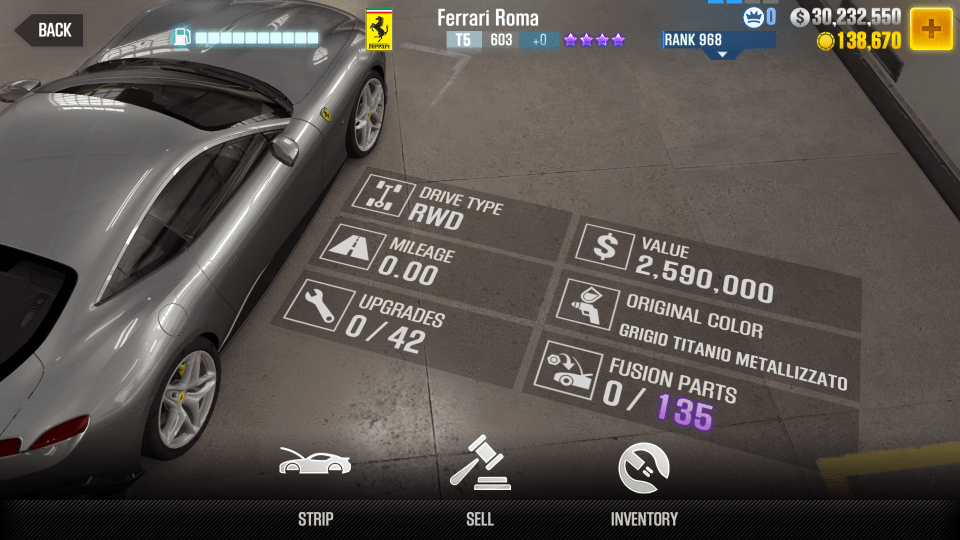 BACK
Ferrari
Ferrari Roma
T5 603 +0
RANK 968
0
$ 30,232,550
138,670
DRIVE TYPE
RWD
MILEAGE
0.00
UPGRADES
0 / 42
$ VALUE
2,590,000
ORIGINAL COLOR
GRIGIO TITANIO METALLIZZATO
FUSION PARTS
0 / 135
STRIP
SELL
INVENTORY